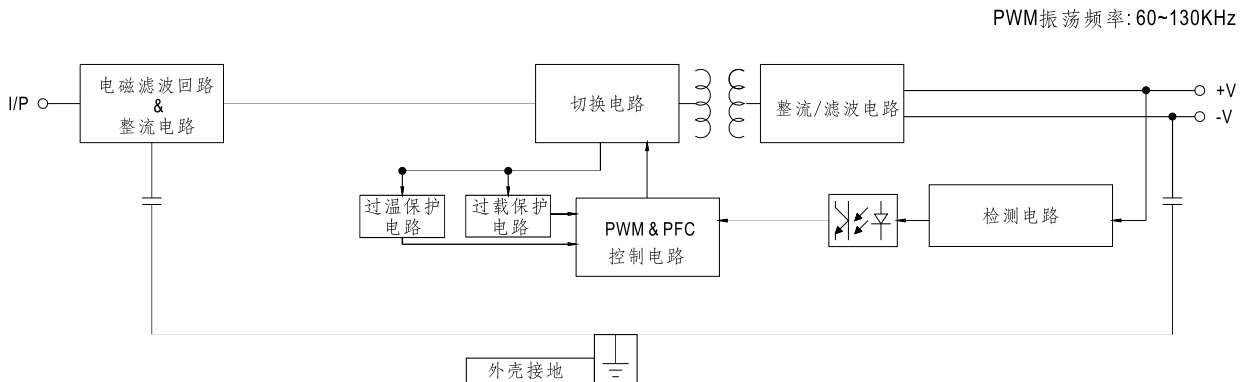 PWM振荡频率: 60~130KHz
I/P
电磁滤波回路
&
整流电路
切换电路
整流/滤波电路
+V
-V
过温保护
电路
过载保护
电路
PWM & PFC
控制电路
检测电路
外壳接地